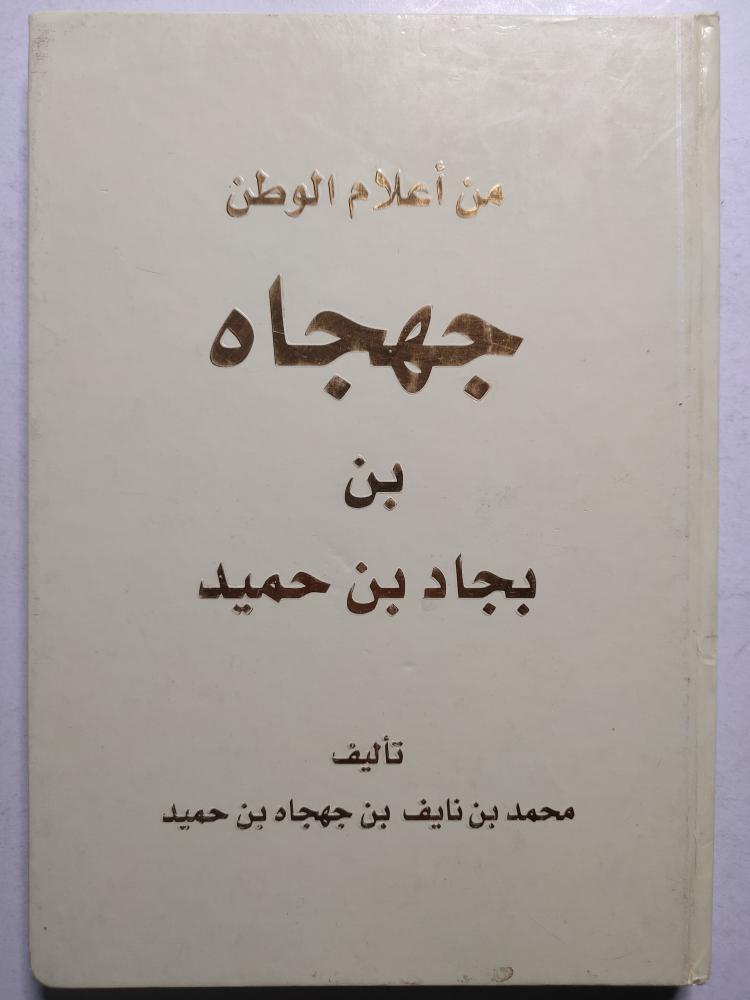 من أعلام الوطن
جهجاه
بن
بجاد بن حميد
تأليف
محمد بن نايف بن جهجاه بن حميد